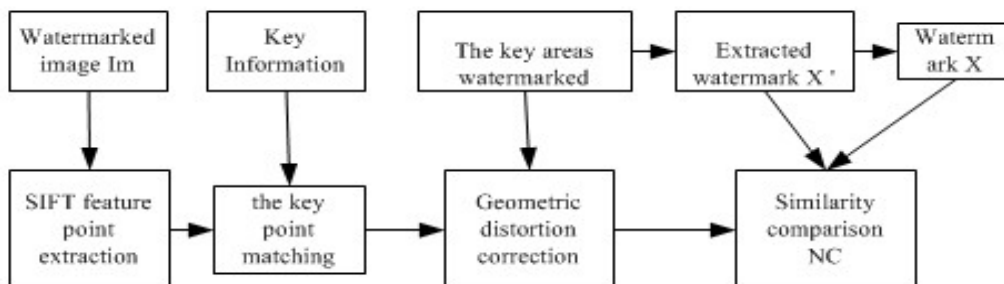 Watermarked
image Im
Key
Information
The key areas
watermarked
Extracted
watermark X '
Waterm
ark X
SIFT feature
point
extraction
the key
point
matching
Geometric
distortion
correction
Similarity
comparison
NC